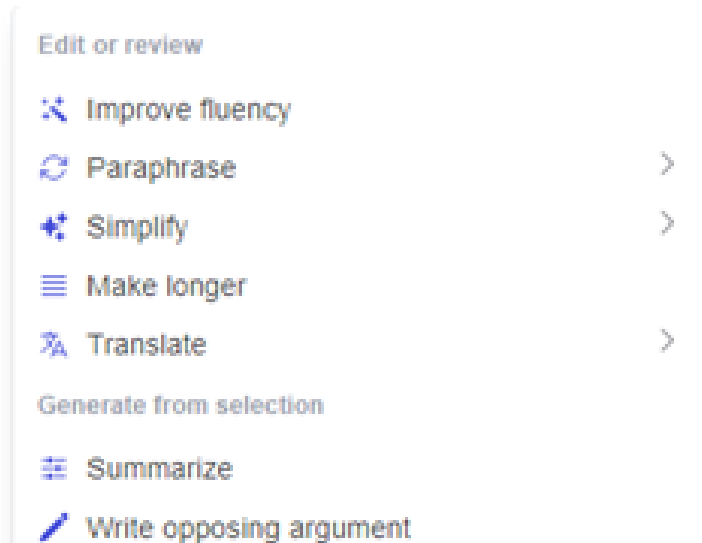 Edit or review
Improve fluency
Paraphrase
Simplify
Make longer
Translate
Generate from selection
Summarize
Write opposing argument